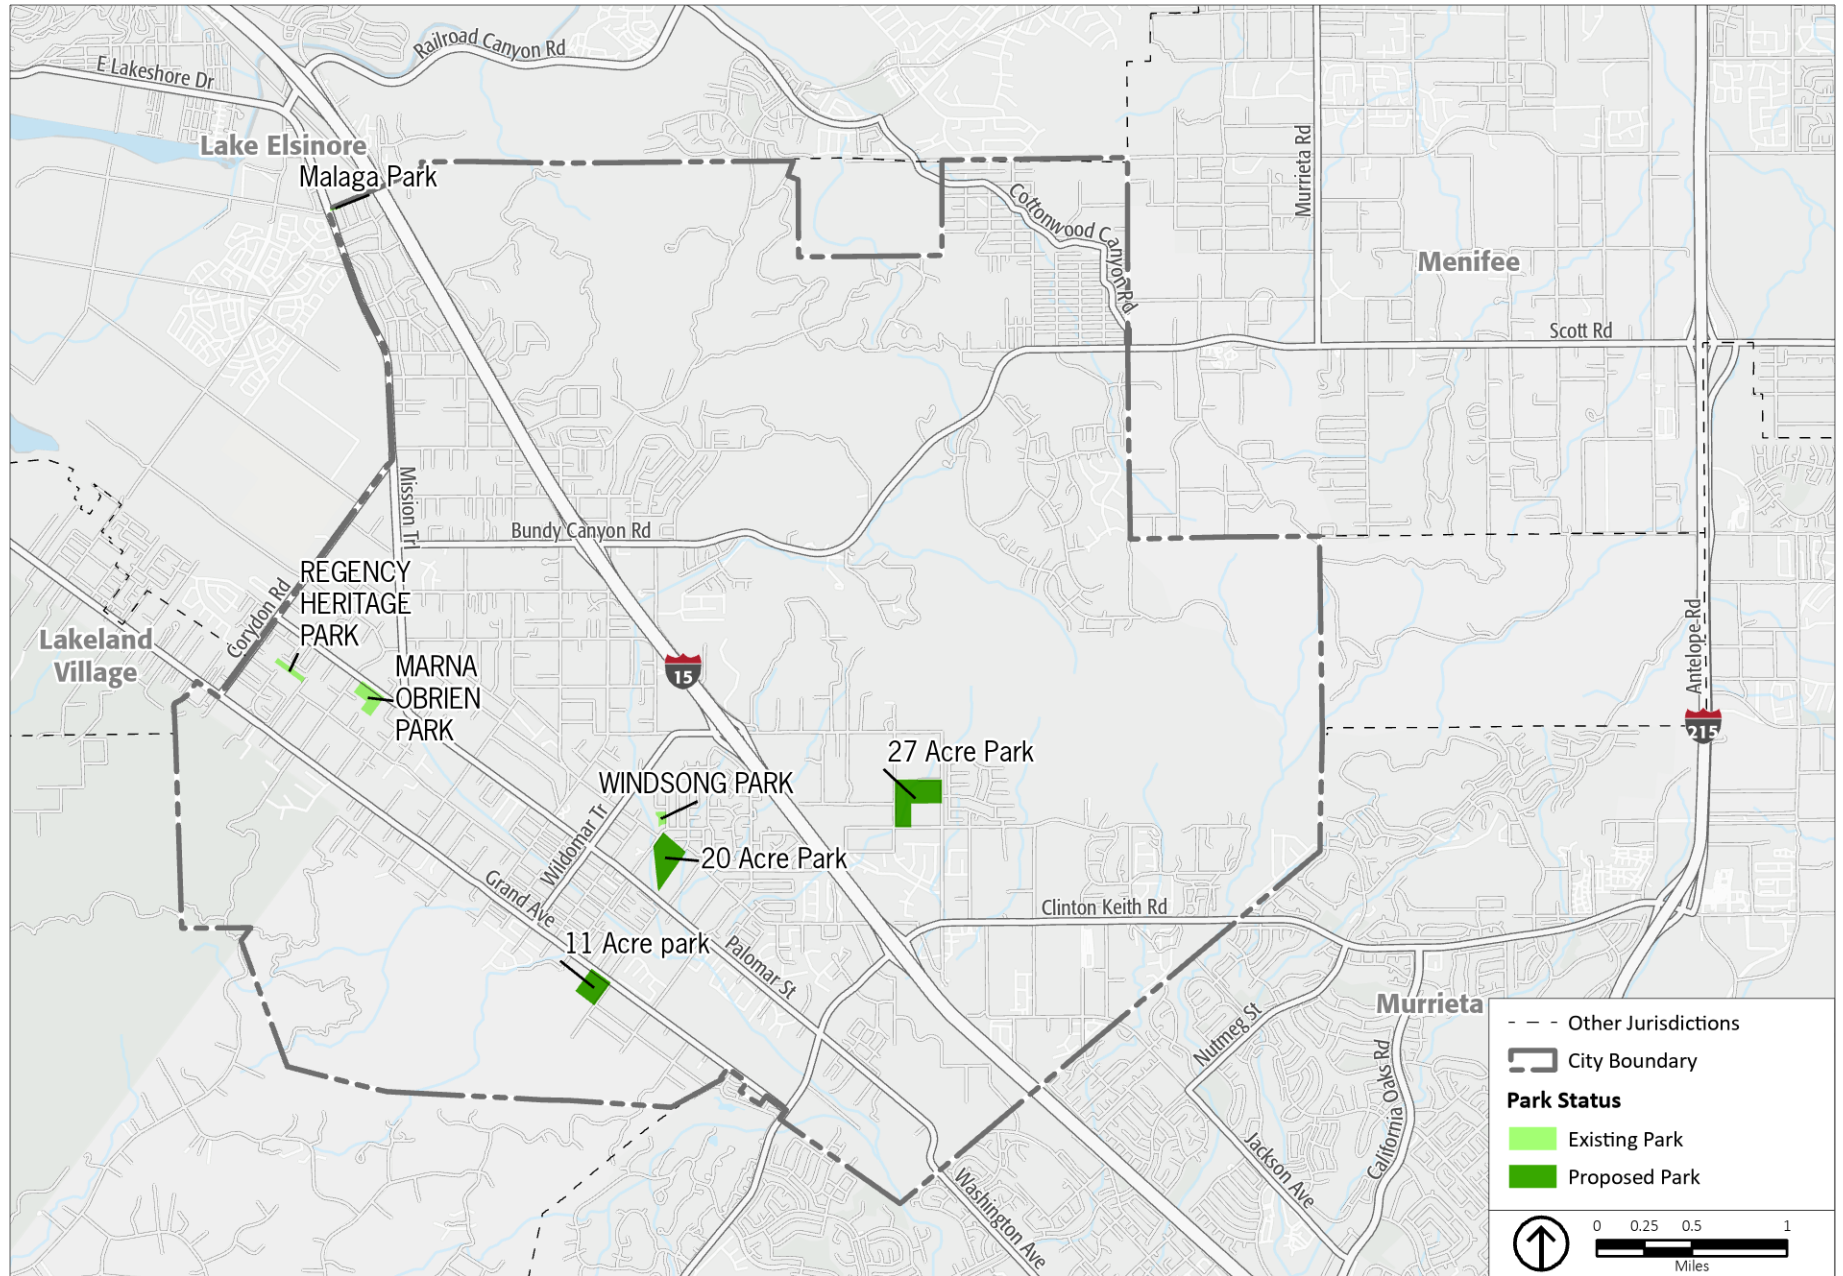 Railroad Canyon Rd
E Lakeshore Dr
Lake Elsinore
Malaga Park
Murrieta Rd
Cottonwood Canyon Rd
Menifee
Scott Rd
Mission Trl
Bundy Canyon Rd
REGENCY
HERITAGE
PARK
Corydon Rd
Lakeland
Village
MARNA
OBRIEN
PARK
15
Antelope Rd
215
27 Acre Park
WINDSONG PARK
Wildomar Tr
20 Acre Park
Grand Ave
Clinton Keith Rd
11 Acre park
Palomar St
Murrieta
Nutmeg St
California Oaks Rd
Jackson Ave
Washington Ave
Other Jurisdictions
City Boundary
Park Status
Existing Park
Proposed Park
0 0.25 0.5 1
Miles